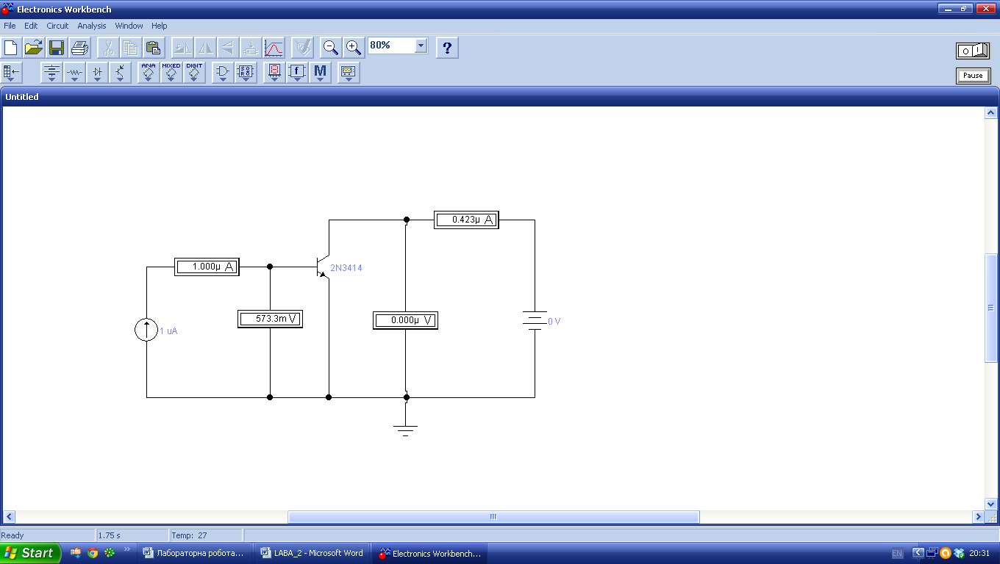 Electronics Workbench
File Edit Circuit Analysis Window Help
80%
?
ANA MIXED DIGIT
f M
Pause
Untitled
0.423µ A
1.000µ A
2N3414
573.3m V
0.000µ V
0 V
1 uA
Ready 1.75 s Temp: 27
Start
Лабораторна робота...
LABA_2 - Microsoft Word
Electronics Workbench...
EN
20:31